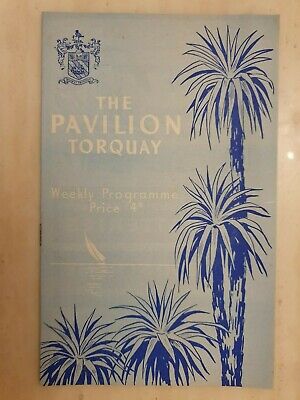 THE
PAVILION
TORQUAY
Weekly Programme
Price 4ᴰ